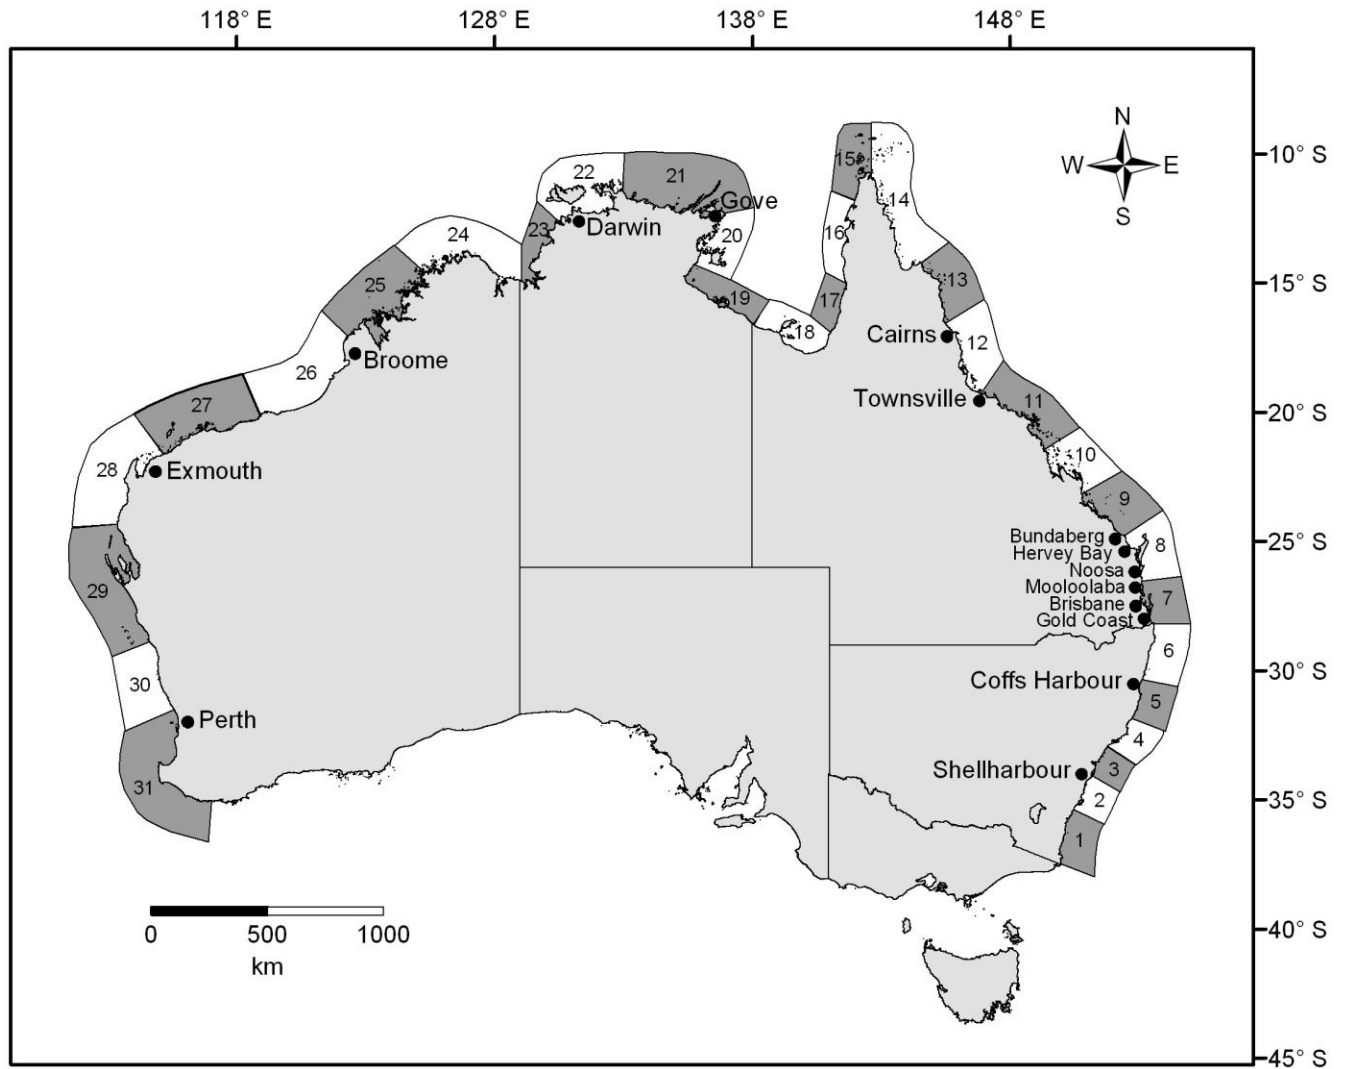 118° E 128° E 138° E 148° E
N
W E
S
10° S
15° S
20° S
25° S
30° S
35° S
40° S
45° S
15
14
22
21
Gove
23
Darwin
20
16
24
13
25
19
17
18
Cairns
12
Broome
26
27
Townsville
11
10
28
Exmouth
9
Bundaberg
8
Hervey Bay
Noosa
29
Mooloolaba
7
Brisbane
Gold Coast
6
30
Coffs Harbour
5
Perth
4
Shellharbour
3
31
2
1
0 500 1000
km